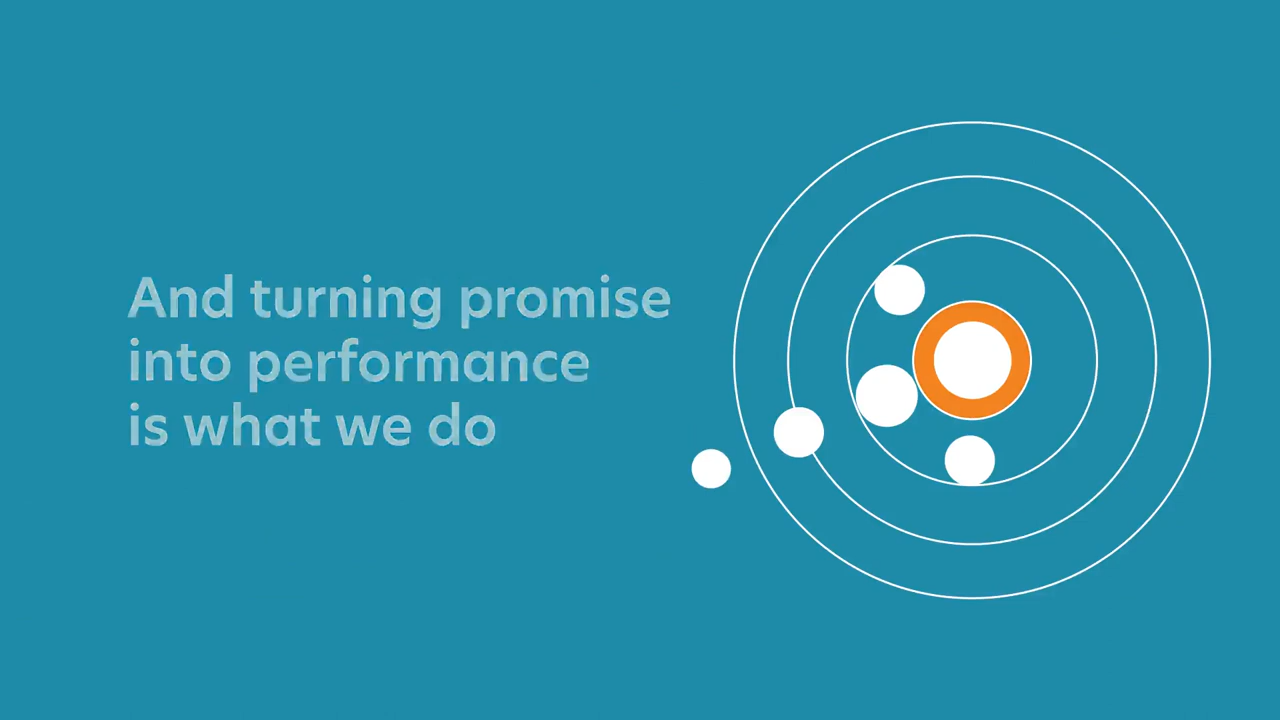 And turning promise
into performance
is what we do